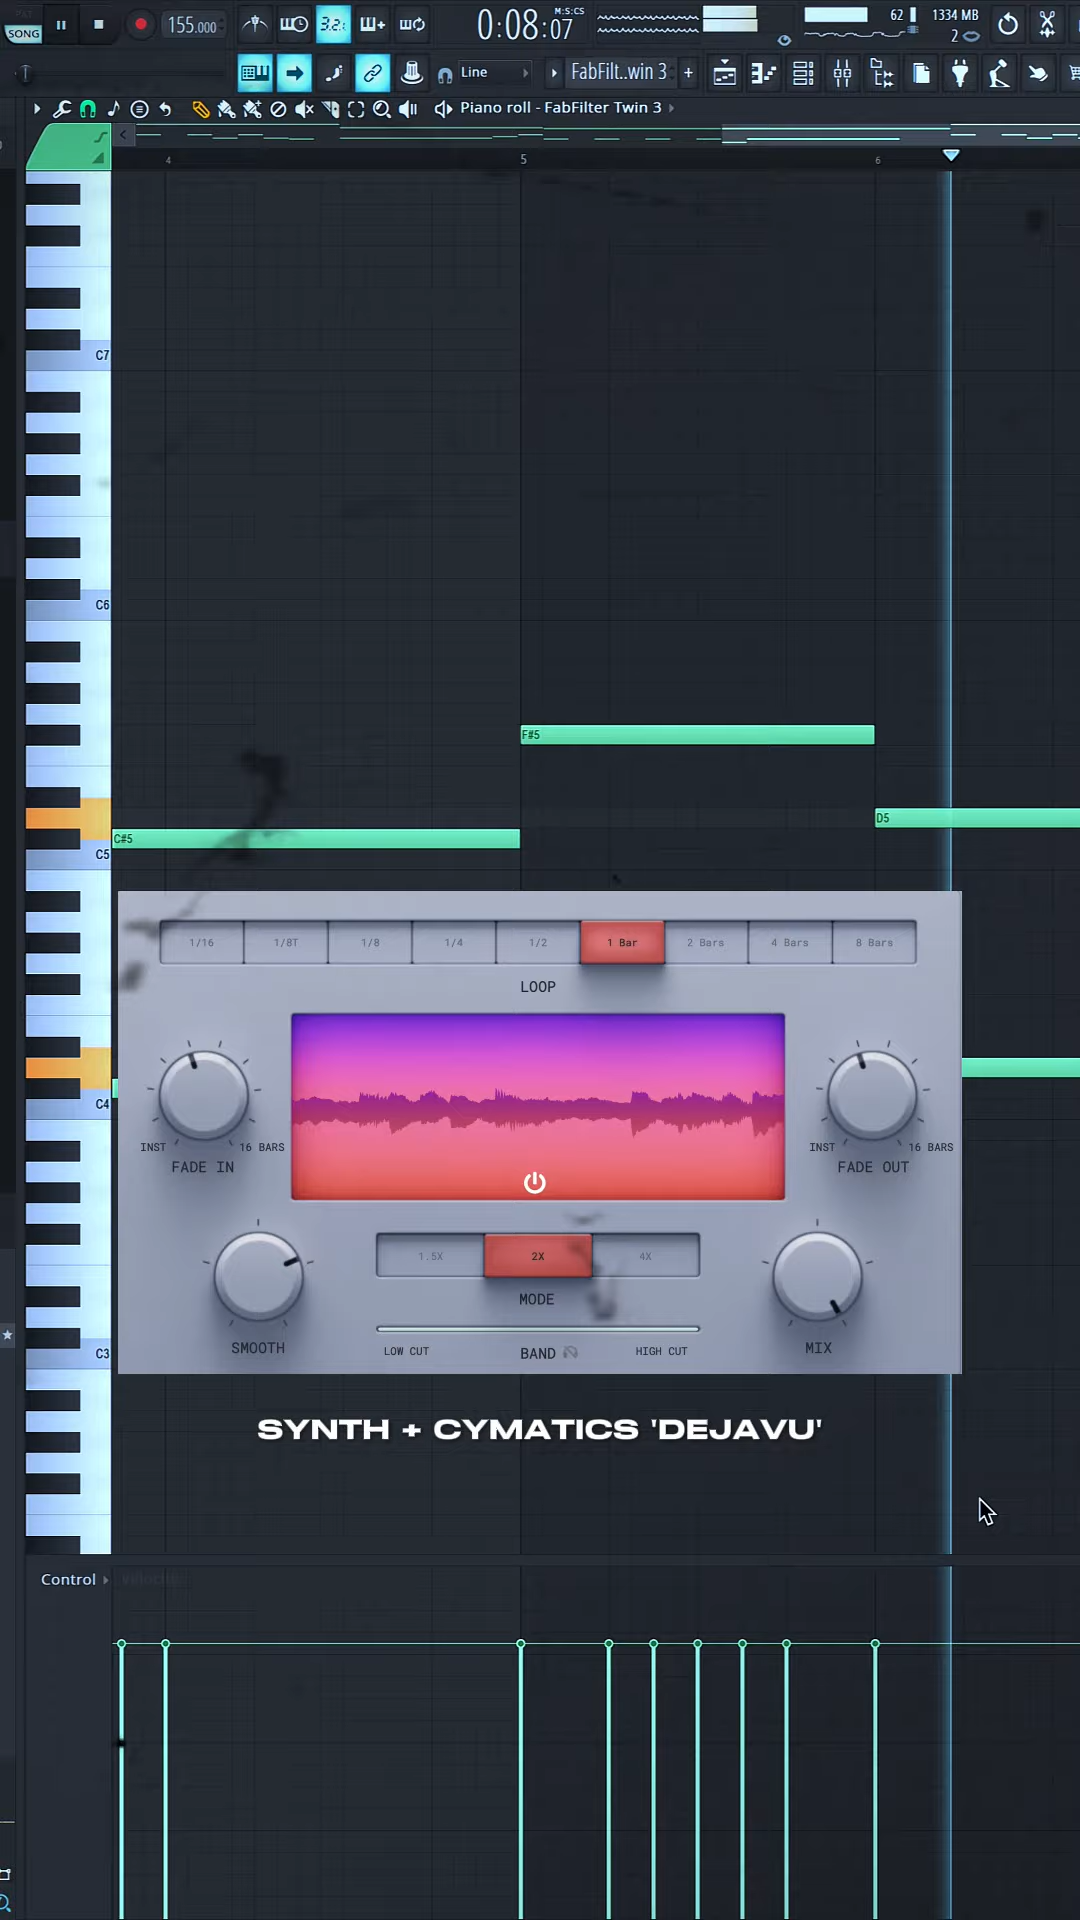 SONG
155.000
3.2.
0:08:07
M:S:CS
62
1334 MB
2
Line
FabFilt..win 3
Piano roll - FabFilter Twin 3
4
5
6
C7
C6
F#5
D5
C#5
C5
1/16
1/8T
1/8
1/4
1/2
1 Bar
2 Bars
4 Bars
8 Bars
LOOP
C4
INST
16 BARS
FADE IN
INST
16 BARS
FADE OUT
1.5X
2X
4X
MODE
SMOOTH
LOW CUT
BAND
HIGH CUT
MIX
C3
SYNTH + CYMATICS 'DEJAVU'
Control